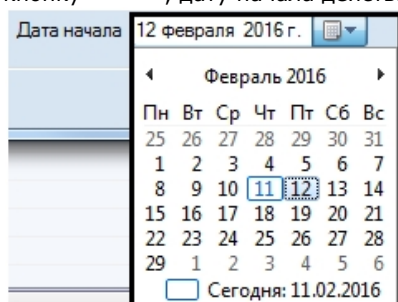 Дата начала 12 февраля 2016 г.
Февраль 2016
Пн Вт Ср Чт Пт Сб Вс
25 26 27 28 29 30 31
1 2 3 4 5 6 7
8 9 10 11 12 13 14
15 16 17 18 19 20 21
22 23 24 25 26 27 28
29 1 2 3 4 5 6
Сегодня: 11.02.2016